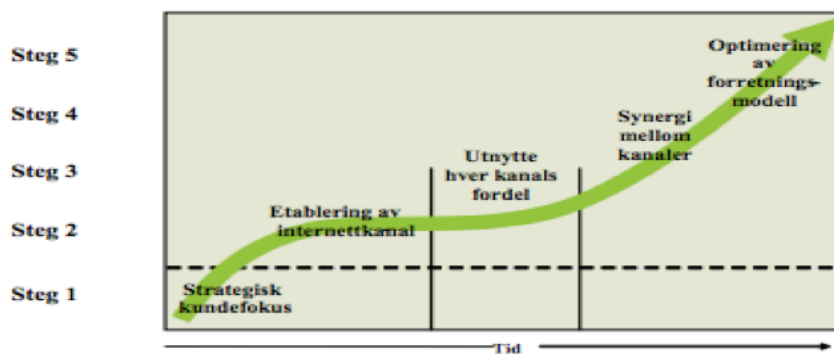 Steg 5
Steg 4
Steg 3
Steg 2
Steg 1
Optimering
av
forretnings-
modell
Synergi
mellom
kanaler
Utnytte
hver kanals
fordel
Etablering av
internettkanal
Strategisk
kundefokus
Tid